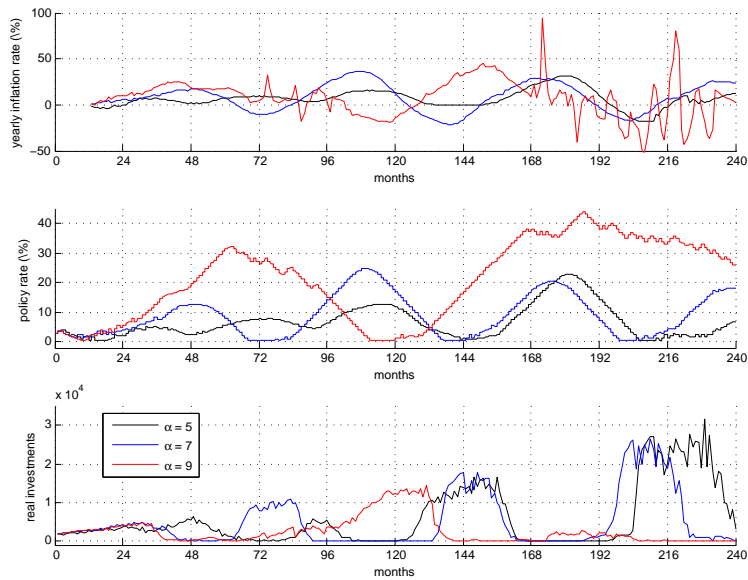 100
50
0
−50
yearly inflation rate (\%)
0 24 48 72 96 120 144 168 192 216 240
months
40
30
20
10
0
policy rate (\%)
0 24 48 72 96 120 144 168 192 216 240
months
x 10^4
3
2
1
0
real investments
α = 5
α = 7
α = 9
0 24 48 72 96 120 144 168 192 216 240
months